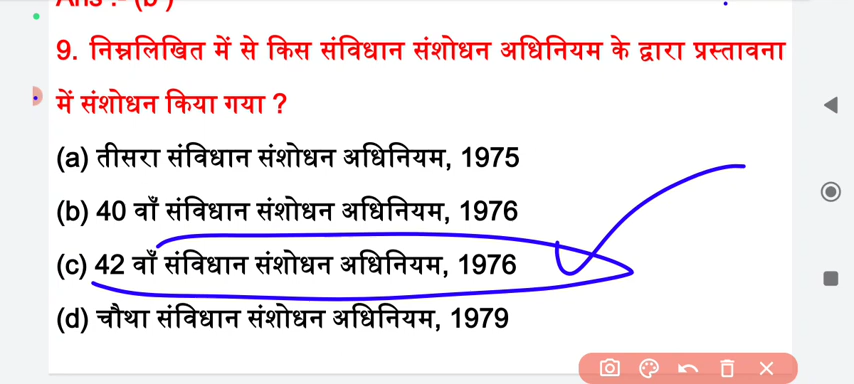 Ans :- (b )
9. निम्नलिखित में से किस संविधान संशोधन अधिनियम के द्वारा प्रस्तावना
में संशोधन किया गया ?
(a) तीसरा संविधान संशोधन अधिनियम, 1975
(b) 40 वाँ संविधान संशोधन अधिनियम, 1976
(c) 42 वाँ संविधान संशोधन अधिनियम, 1976
(d) चौथा संविधान संशोधन अधिनियम, 1979